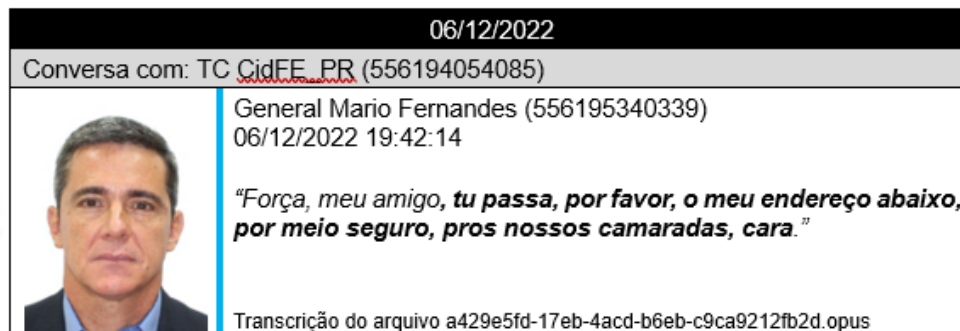 06/12/2022
Conversa com: TC CidFE_PR (556194054085)
General Mario Fernandes (556195340339)
06/12/2022 19:42:14
“Força, meu amigo, tu passa, por favor, o meu endereço abaixo,
por meio seguro, pros nossos camaradas, cara.”
Transcrição do arquivo a429e5fd-17eb-4acd-b6eb-c9ca9212fb2d.opus